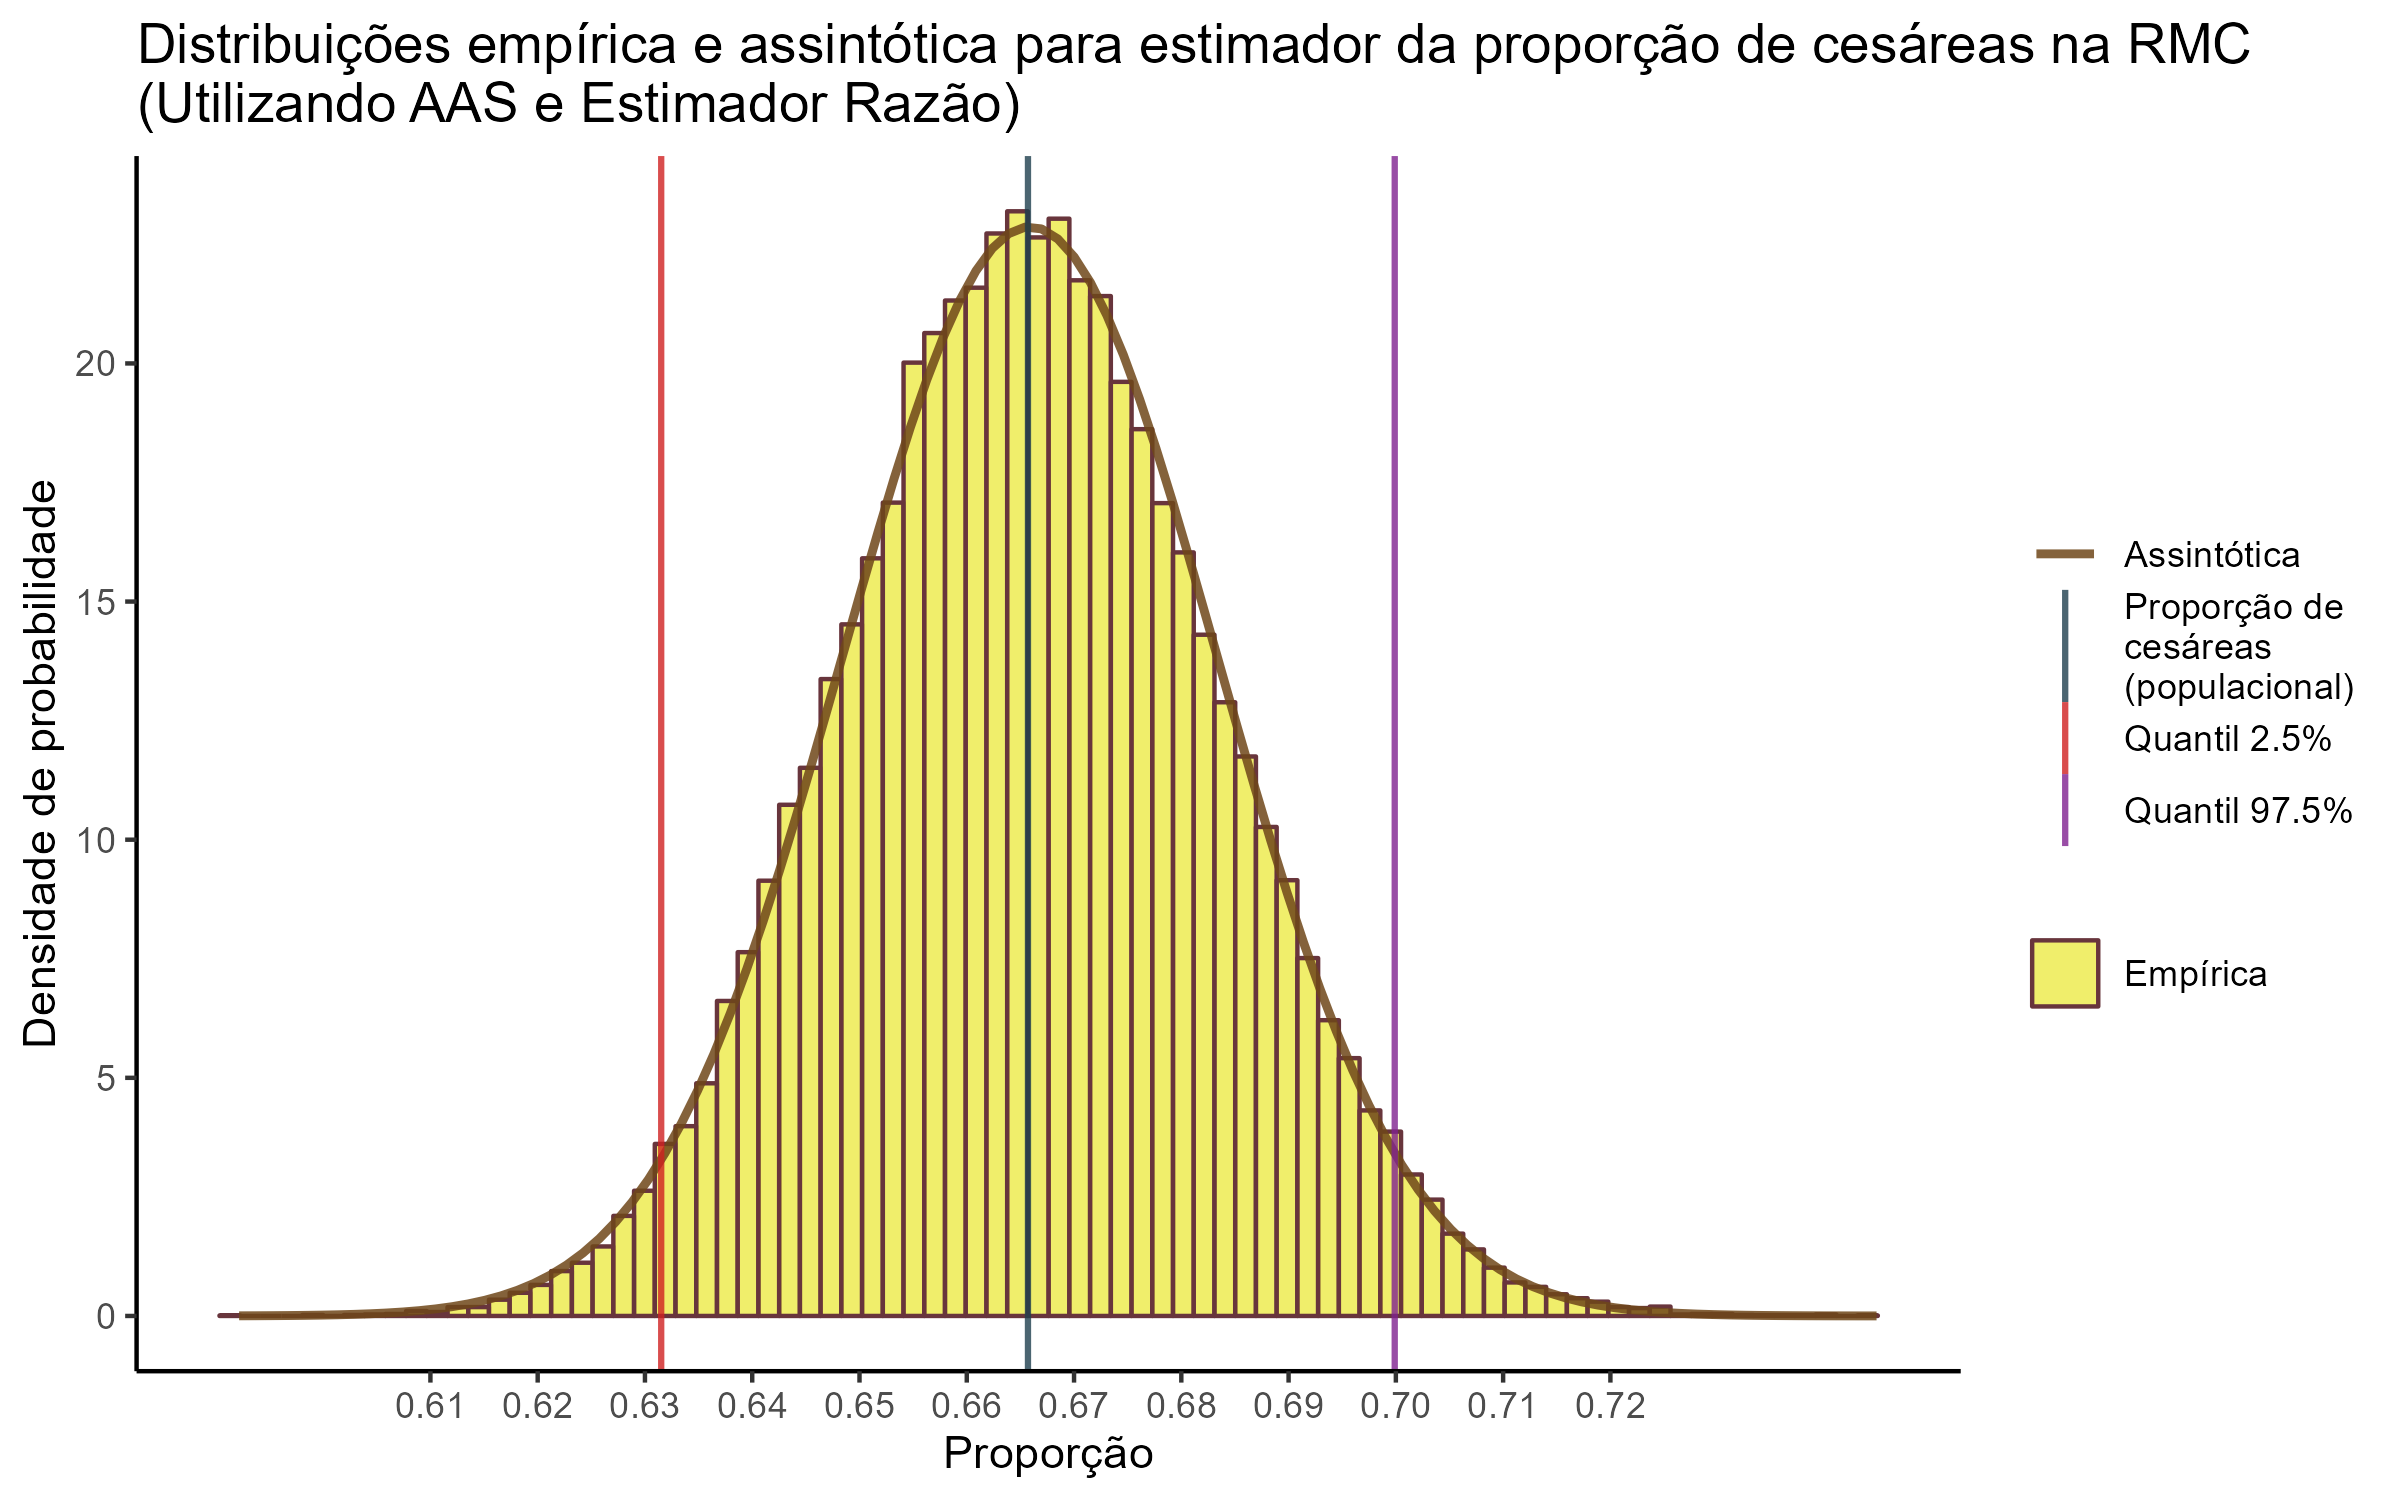 Distribuições empírica e assintótica para estimador da proporção de cesáreas na RMC
(Utilizando AAS e Estimador Razão)
Densidade de probabilidade
20
15
10
5
0
0.61 0.62 0.63 0.64 0.65 0.66 0.67 0.68 0.69 0.70 0.71 0.72
Proporção
Assintótica
Proporção de
cesáreas
(populacional)
Quantil 2.5%
Quantil 97.5%
Empírica